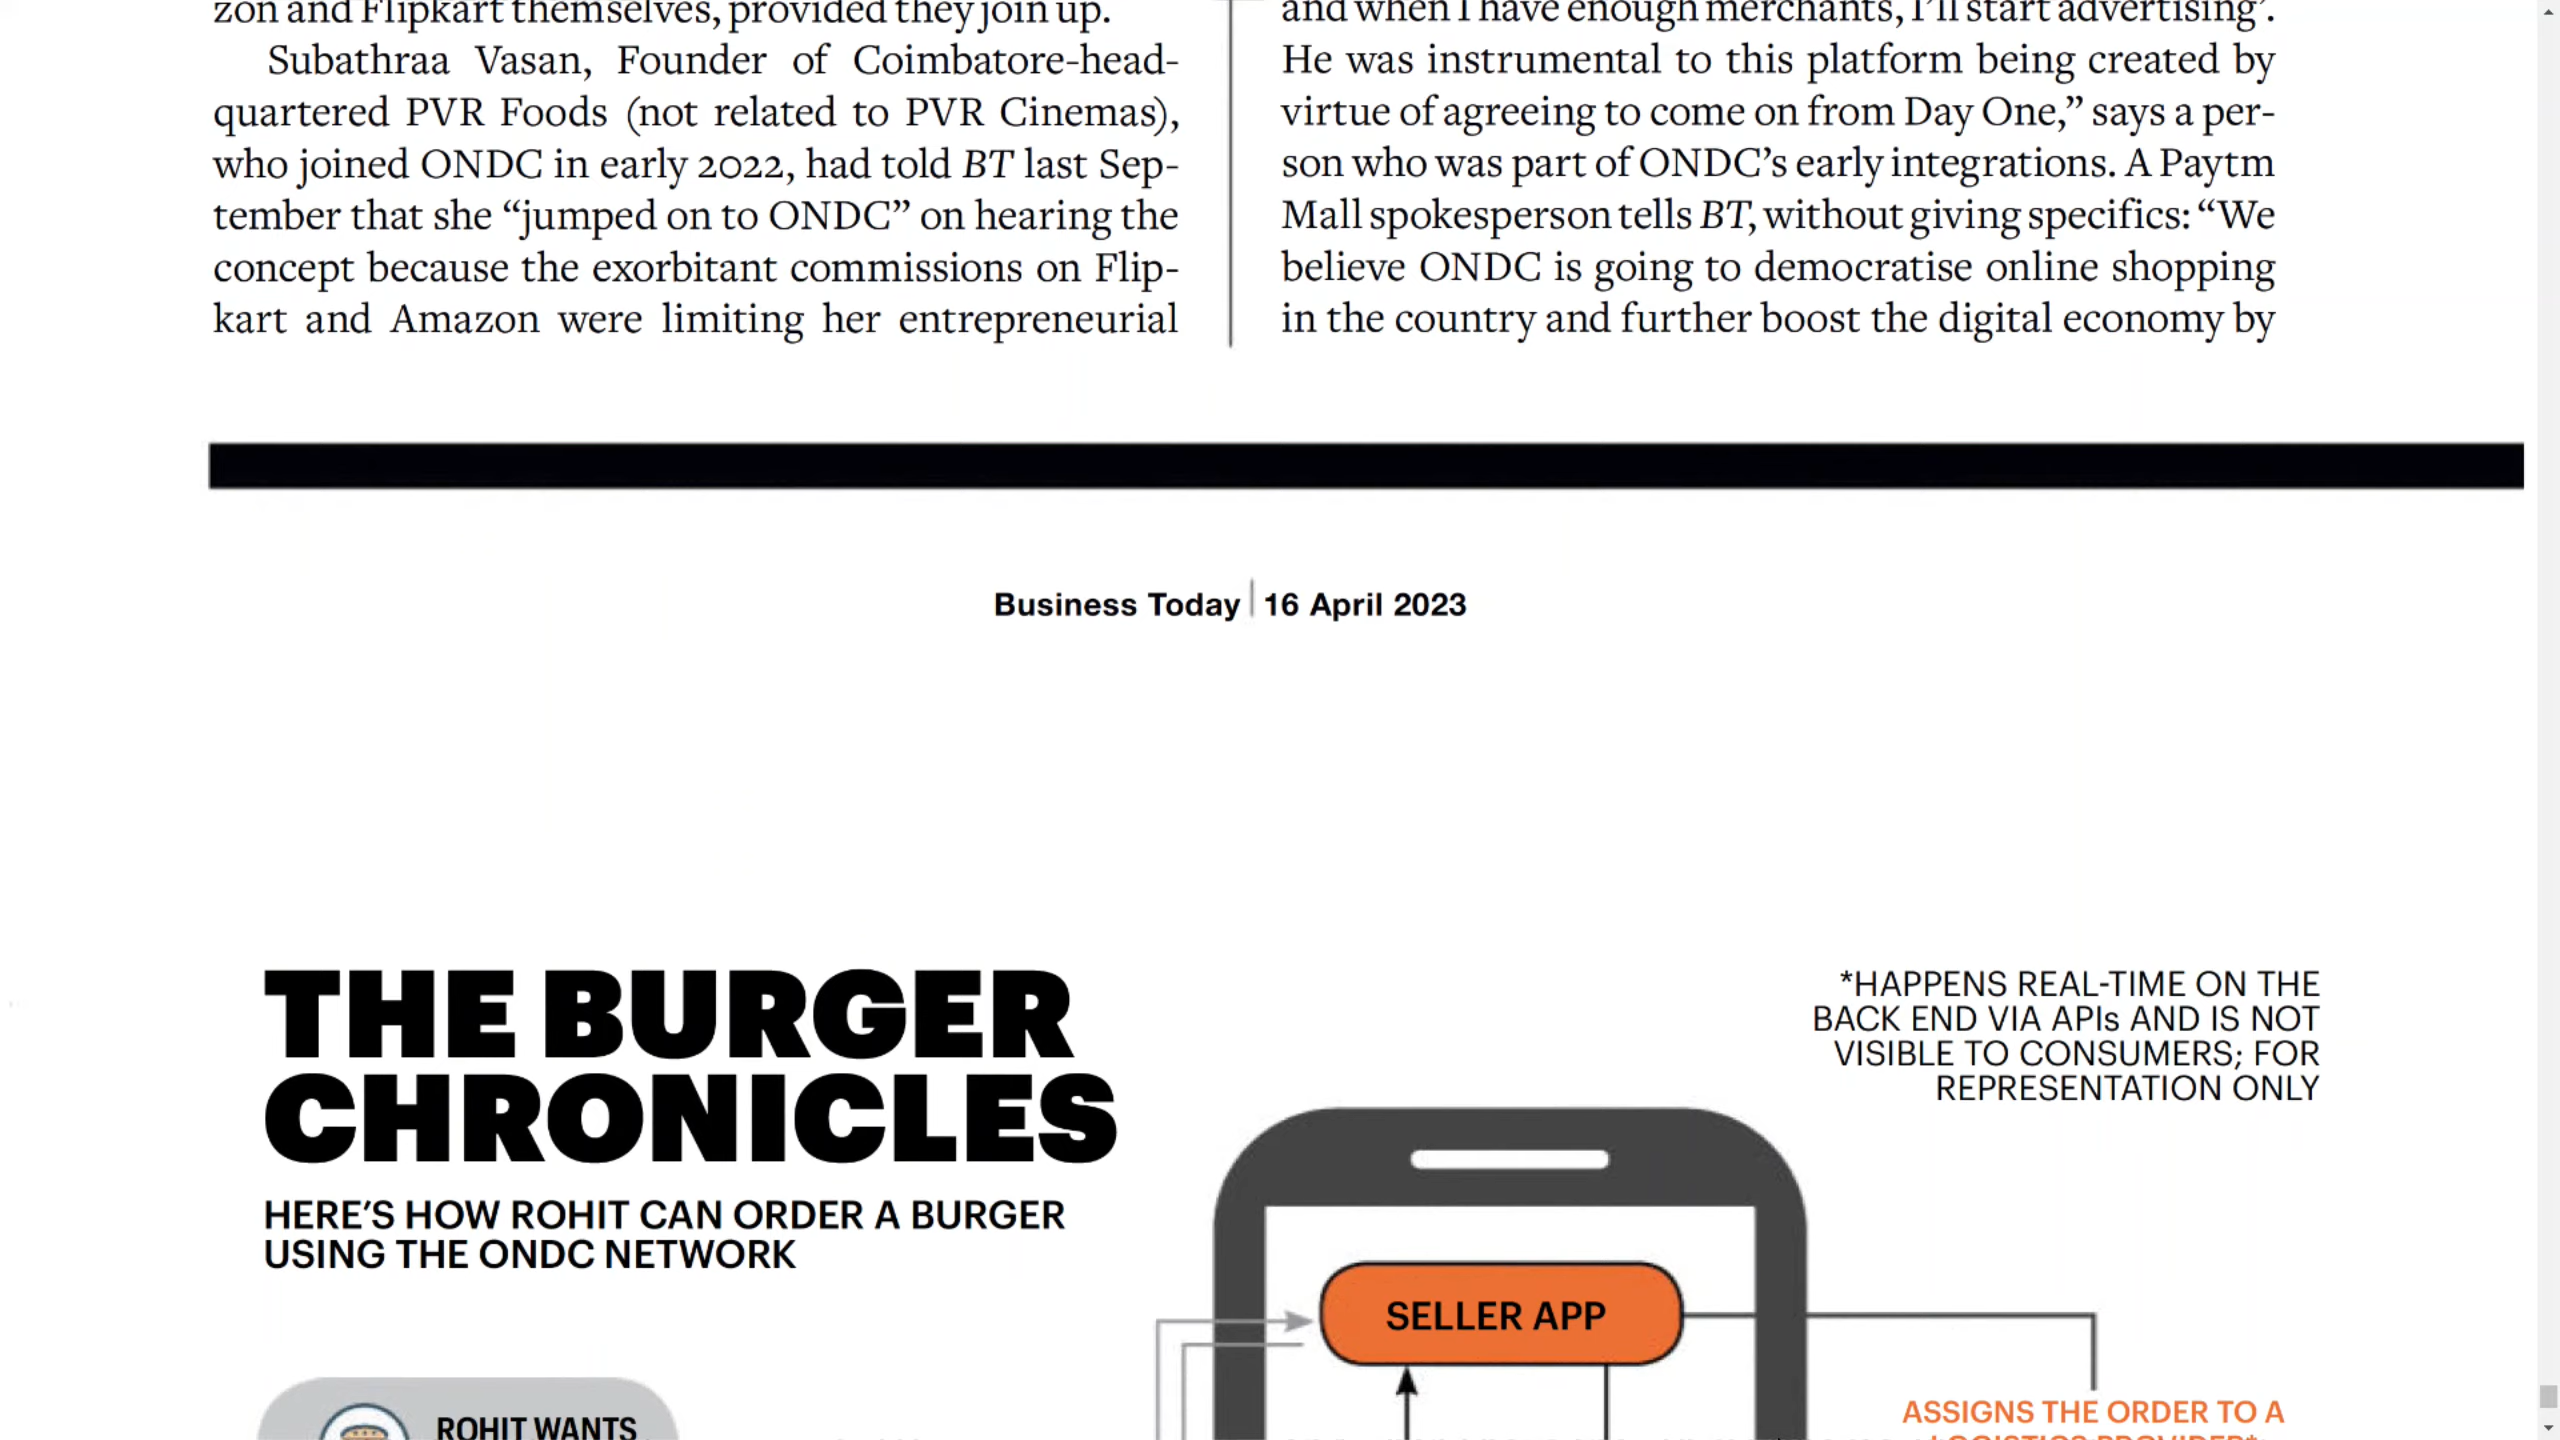 zon and Flipkart themselves, provided they join up.
Subathraa Vasan, Founder of Coimbatore-head-
quartered PVR Foods (not related to PVR Cinemas),
who joined ONDC in early 2022, had told BT last Sep-
tember that she “jumped on to ONDC” on hearing the
concept because the exorbitant commissions on Flip-
kart and Amazon were limiting her entrepreneurial
and when I have enough merchants, I’ll start advertising’.
He was instrumental to this platform being created by
virtue of agreeing to come on from Day One,” says a per-
son who was part of ONDC’s early integrations. A Paytm
Mall spokesperson tells BT, without giving specifics: “We
believe ONDC is going to democratise online shopping
in the country and further boost the digital economy by
Business Today | 16 April 2023
THE BURGER
CHRONICLES
HERE’S HOW ROHIT CAN ORDER A BURGER
USING THE ONDC NETWORK
*HAPPENS REAL-TIME ON THE
BACK END VIA APIs AND IS NOT
VISIBLE TO CONSUMERS; FOR
REPRESENTATION ONLY
SELLER APP
ROHIT WANTS
ASSIGNS THE ORDER TO A
LOGISTICS PROVIDER*